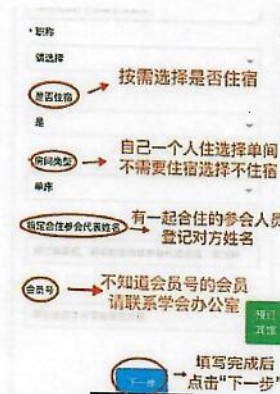 职称
请选择
是否住宿
按需选择是否住宿
是
房间类型
自己一个人住选择单间
不需要住宿选择不住宿
单床
指定合住参会代表姓名
有一起合住的参会人员
登记对方姓名
会员号
不知道会员号的会员
请联系学会办公室
预订
宾馆
填写完成后
下一步
点击“下一步”